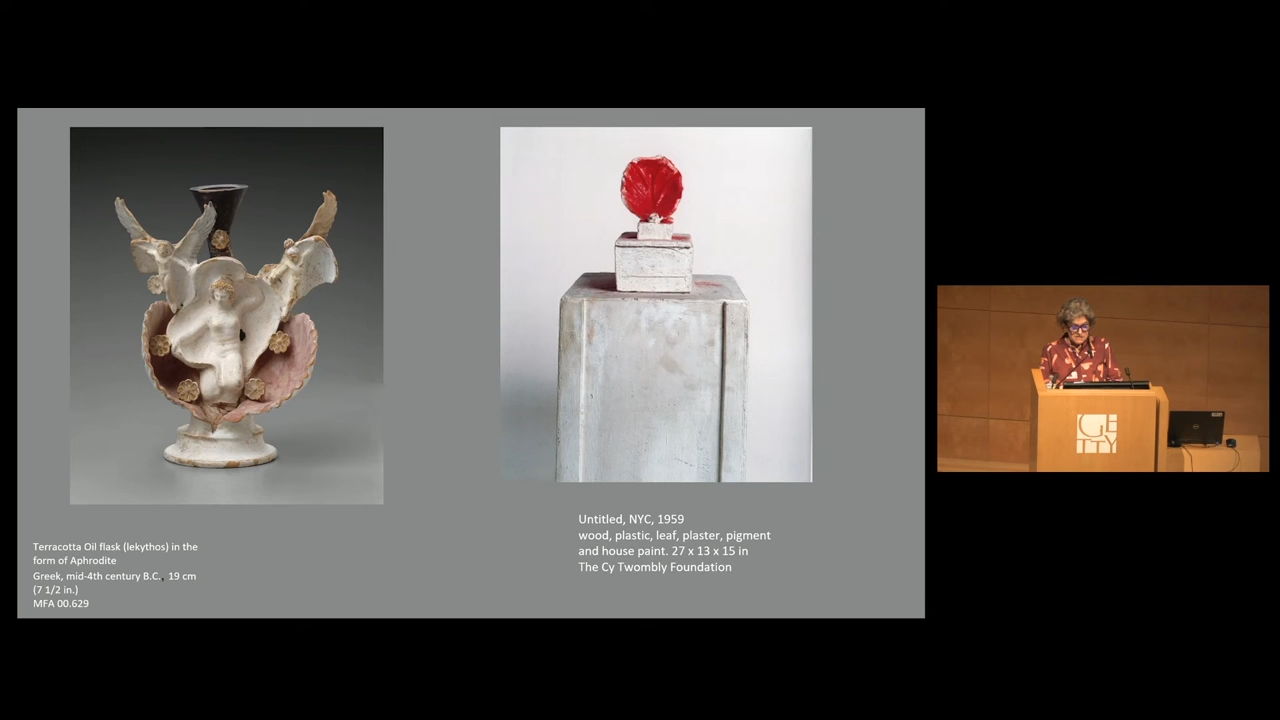 Terracotta Oil flask (lekythos) in the
form of Aphrodite
Greek, mid-4th century B.C., 19 cm
(7 1/2 in.)
MFA 00.629
Untitled, NYC, 1959
wood, plastic, leaf, plaster, pigment
and house paint. 27 x 13 x 15 in
The Cy Twombly Foundation
GE
TTY